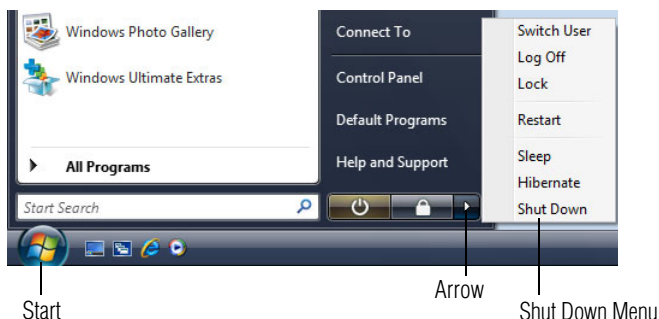 Windows Photo Gallery
Windows Ultimate Extras
All Programs
Start Search
Connect To
Control Panel
Default Programs
Help and Support
Switch User
Log Off
Lock
Restart
Sleep
Hibernate
Shut Down
Start
Arrow
Shut Down Menu